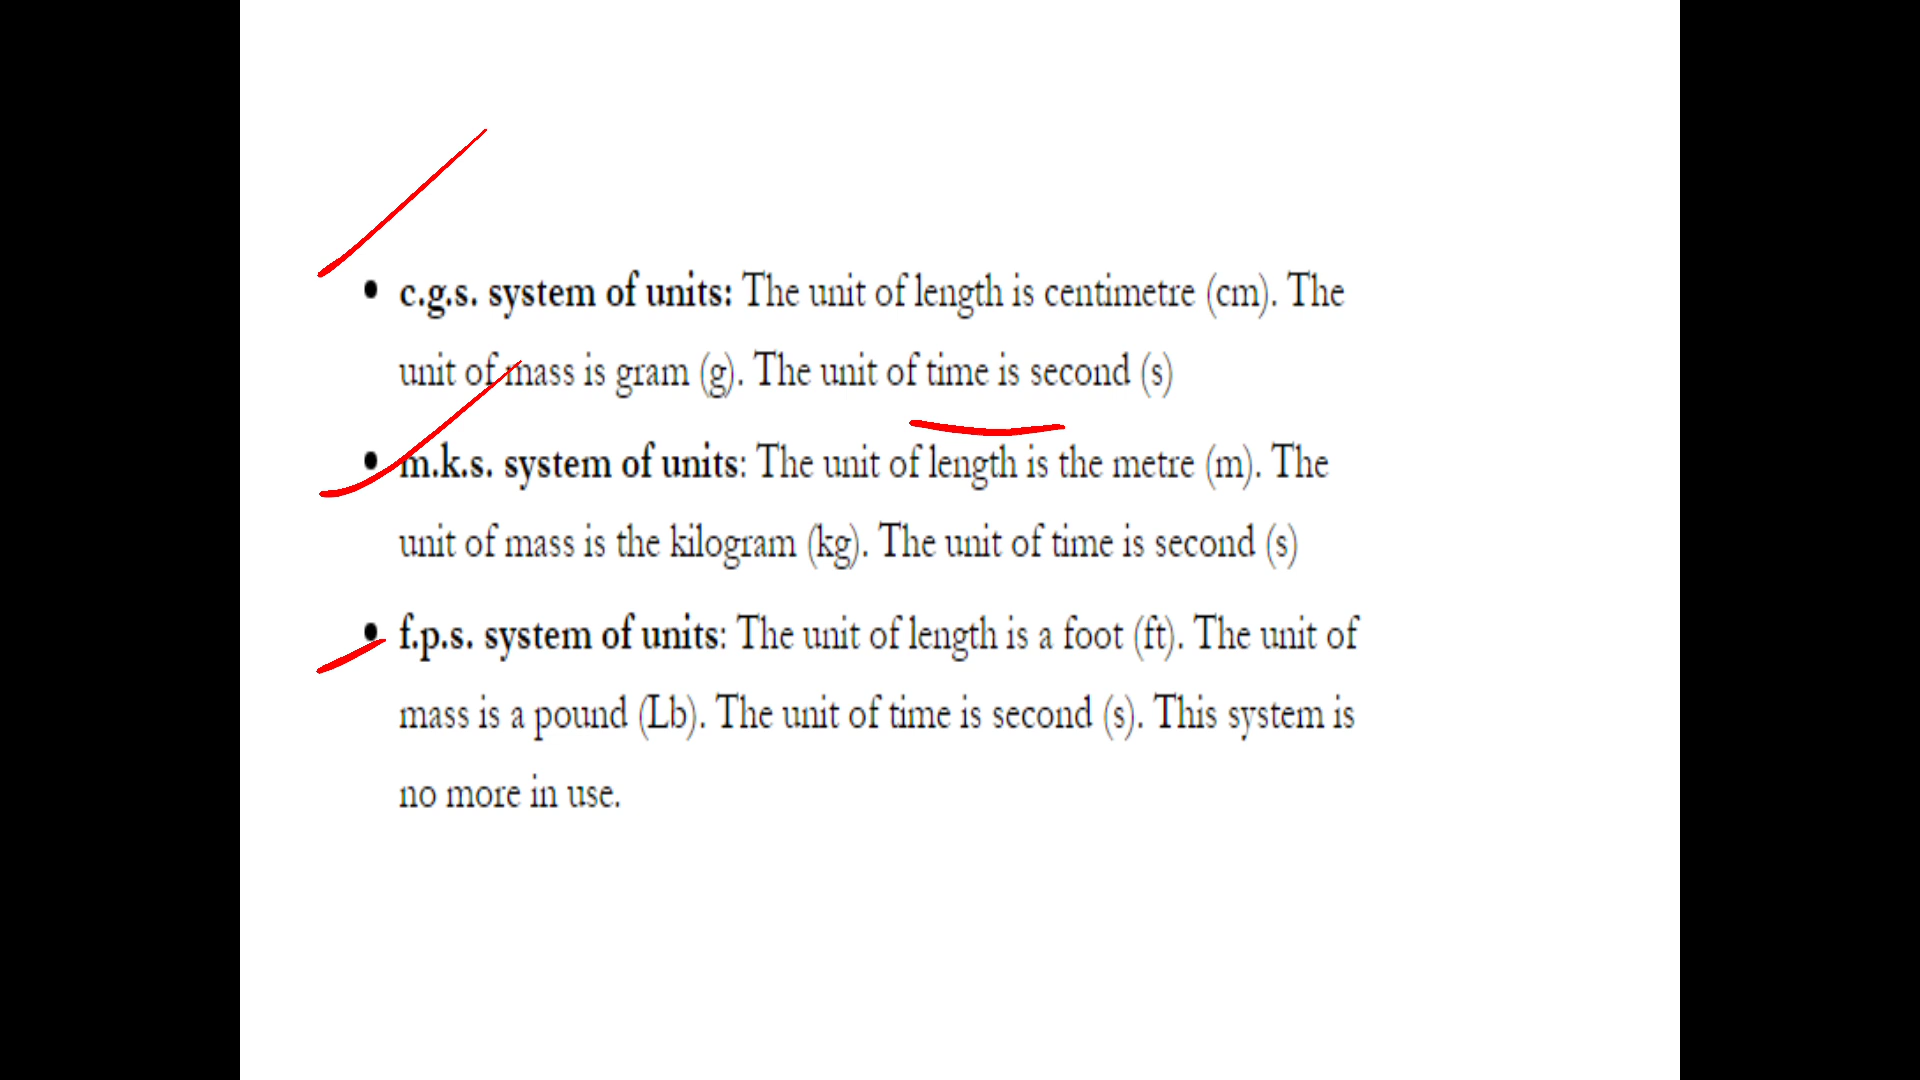 • c.g.s. system of units: The unit of length is centimetre (cm). The
unit of mass is gram (g). The unit of time is second (s)
• m.k.s. system of units: The unit of length is the metre (m). The
unit of mass is the kilogram (kg). The unit of time is second (s)
• f.p.s. system of units: The unit of length is a foot (ft). The unit of
mass is a pound (Lb). The unit of time is second (s). This system is
no more in use.